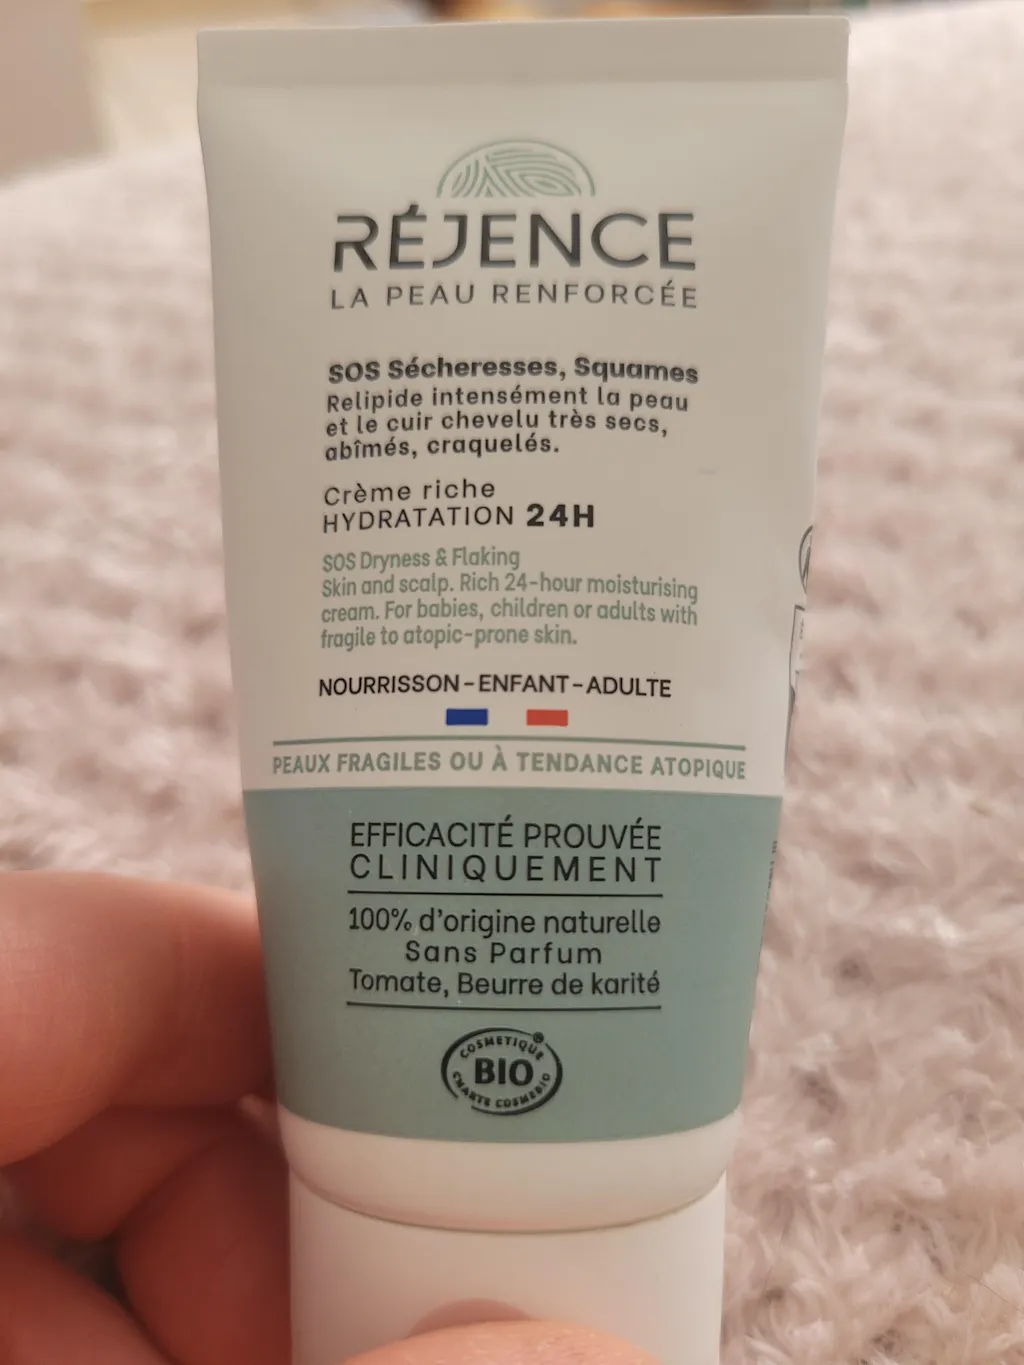 RÉJENCE
LA PEAU RENFORCÉE
SOS Sécheresses, Squames
Relipide intensément la peau
et le cuir chevelu très secs,
abîmés, craquelés.
Crème riche
HYDRATATION 24H
SOS Dryness & Flaking
Skin and scalp. Rich 24-hour moisturising
cream. For babies, children or adults with
fragile to atopic-prone skin.
NOURRISSON - ENFANT - ADULTE
PEAUX FRAGILES OU À TENDANCE ATOPIQUE
EFFICACITÉ PROUVÉE
CLINIQUEMENT
100% d'origine naturelle
Sans Parfum
Tomate, Beurre de karité
COSMETIQUE
BIO
CHARTE COSMEBIO